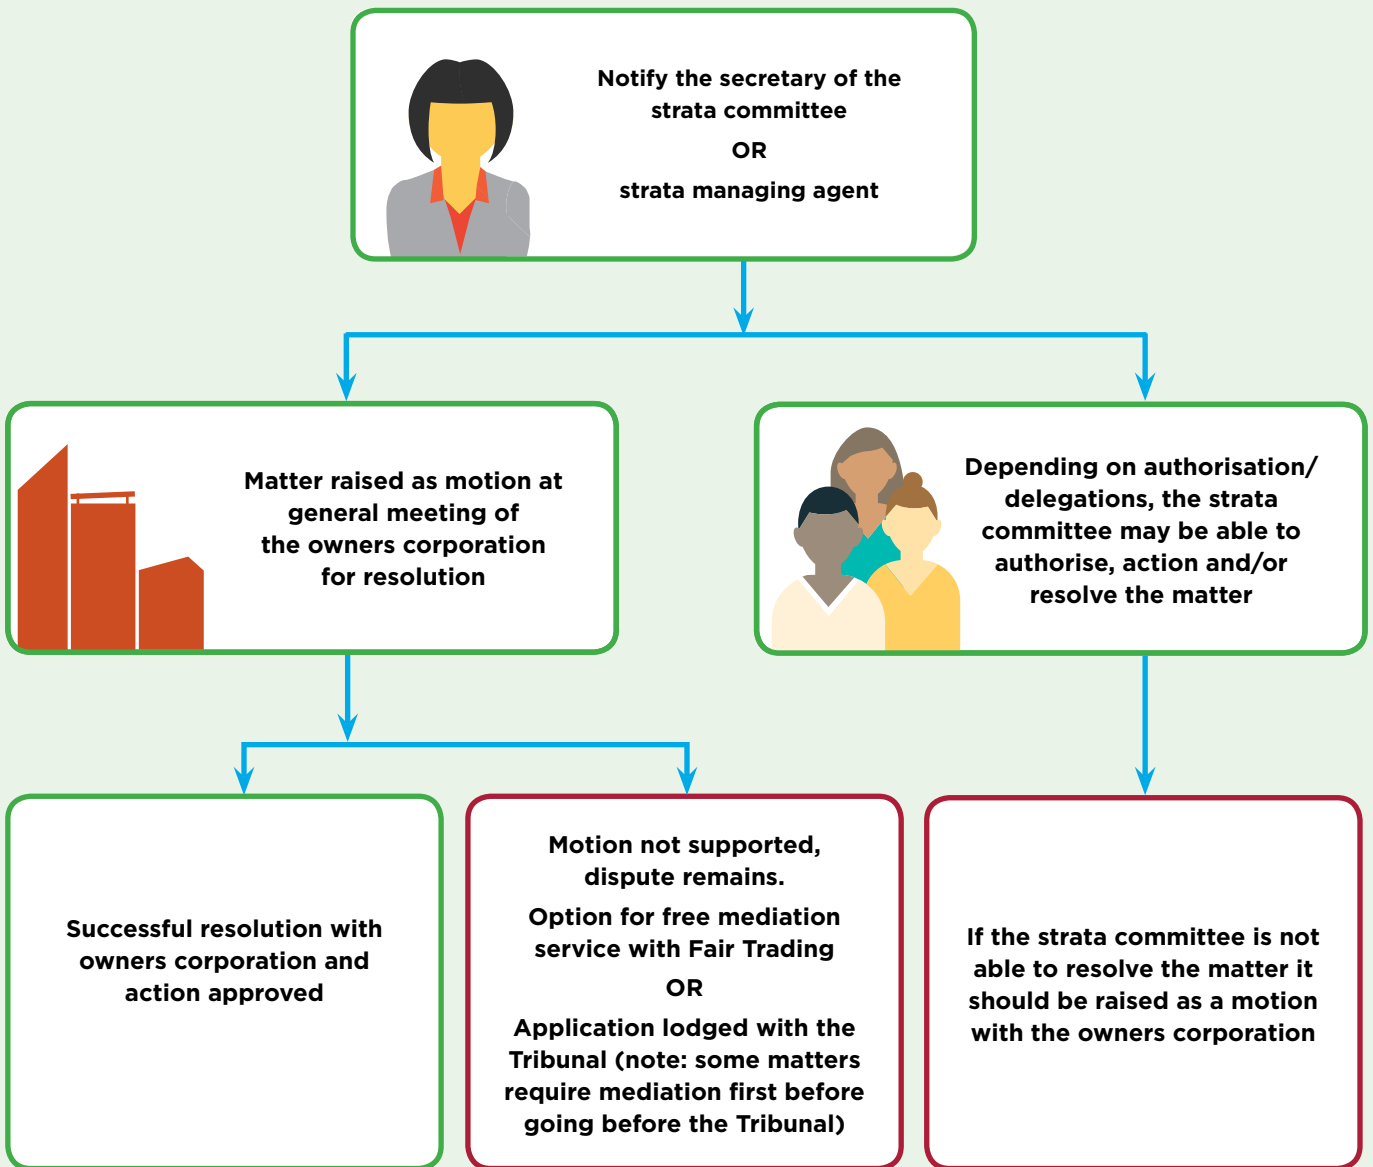 Notify the secretary of the
strata committee
OR
strata managing agent
Matter raised as motion at
general meeting of
the owners corporation
for resolution
Depending on authorisation/
delegations, the strata
committee may be able to
authorise, action and/or
resolve the matter
Successful resolution with
owners corporation and
action approved
Motion not supported,
dispute remains.
Option for free mediation
service with Fair Trading
OR
Application lodged with the
Tribunal (note: some matters
require mediation first before
going before the Tribunal)
If the strata committee is not
able to resolve the matter it
should be raised as a motion
with the owners corporation